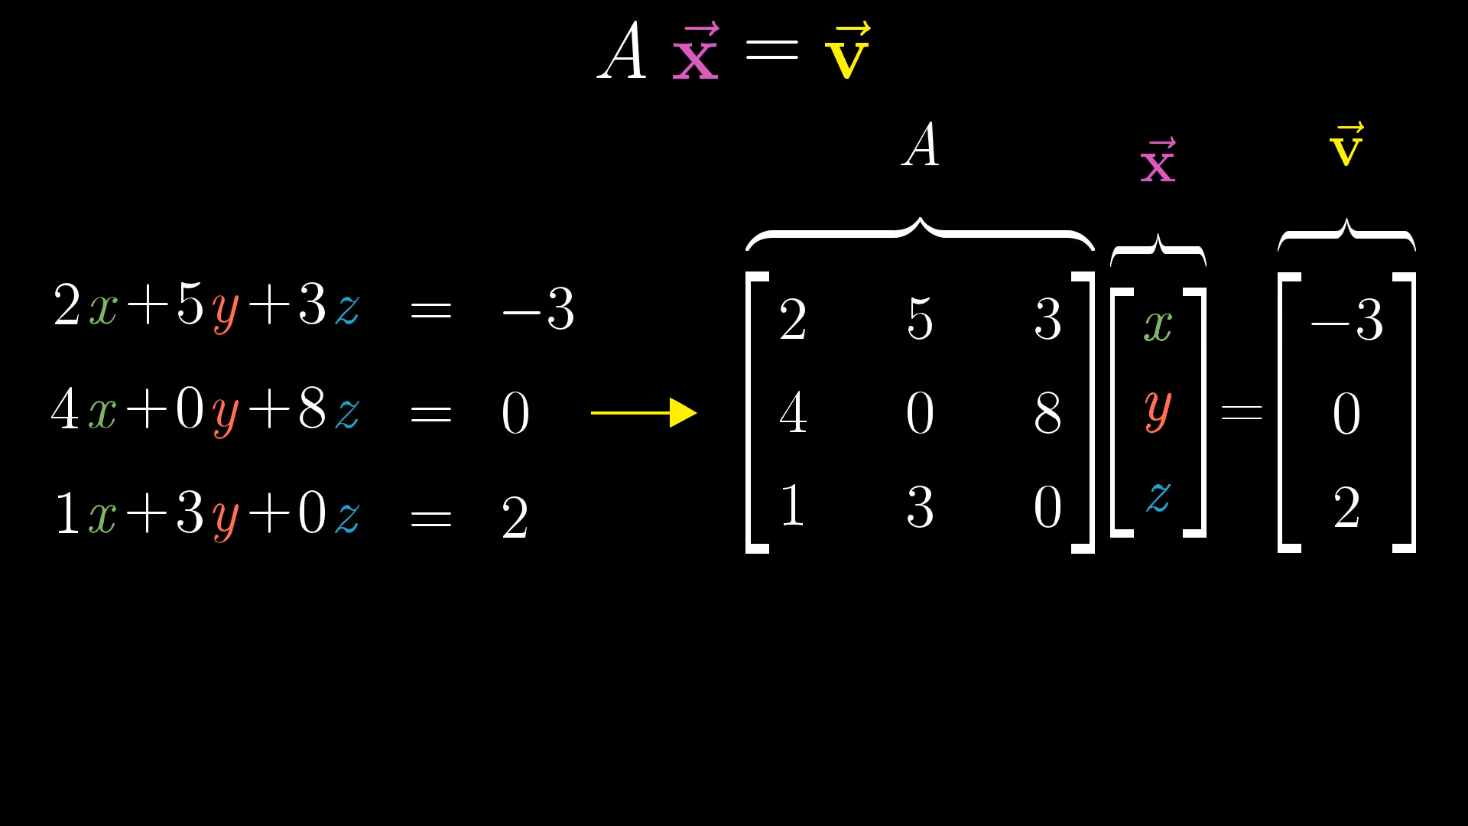 A x⃗ = v⃗
A x⃗ v⃗
2x+5y+3z = −3
4x+0y+8z = 0
1x+3y+0z = 2
[2 5 3] [x] = [−3]
[4 0 8] [y] [0]
[1 3 0] [z] [2]